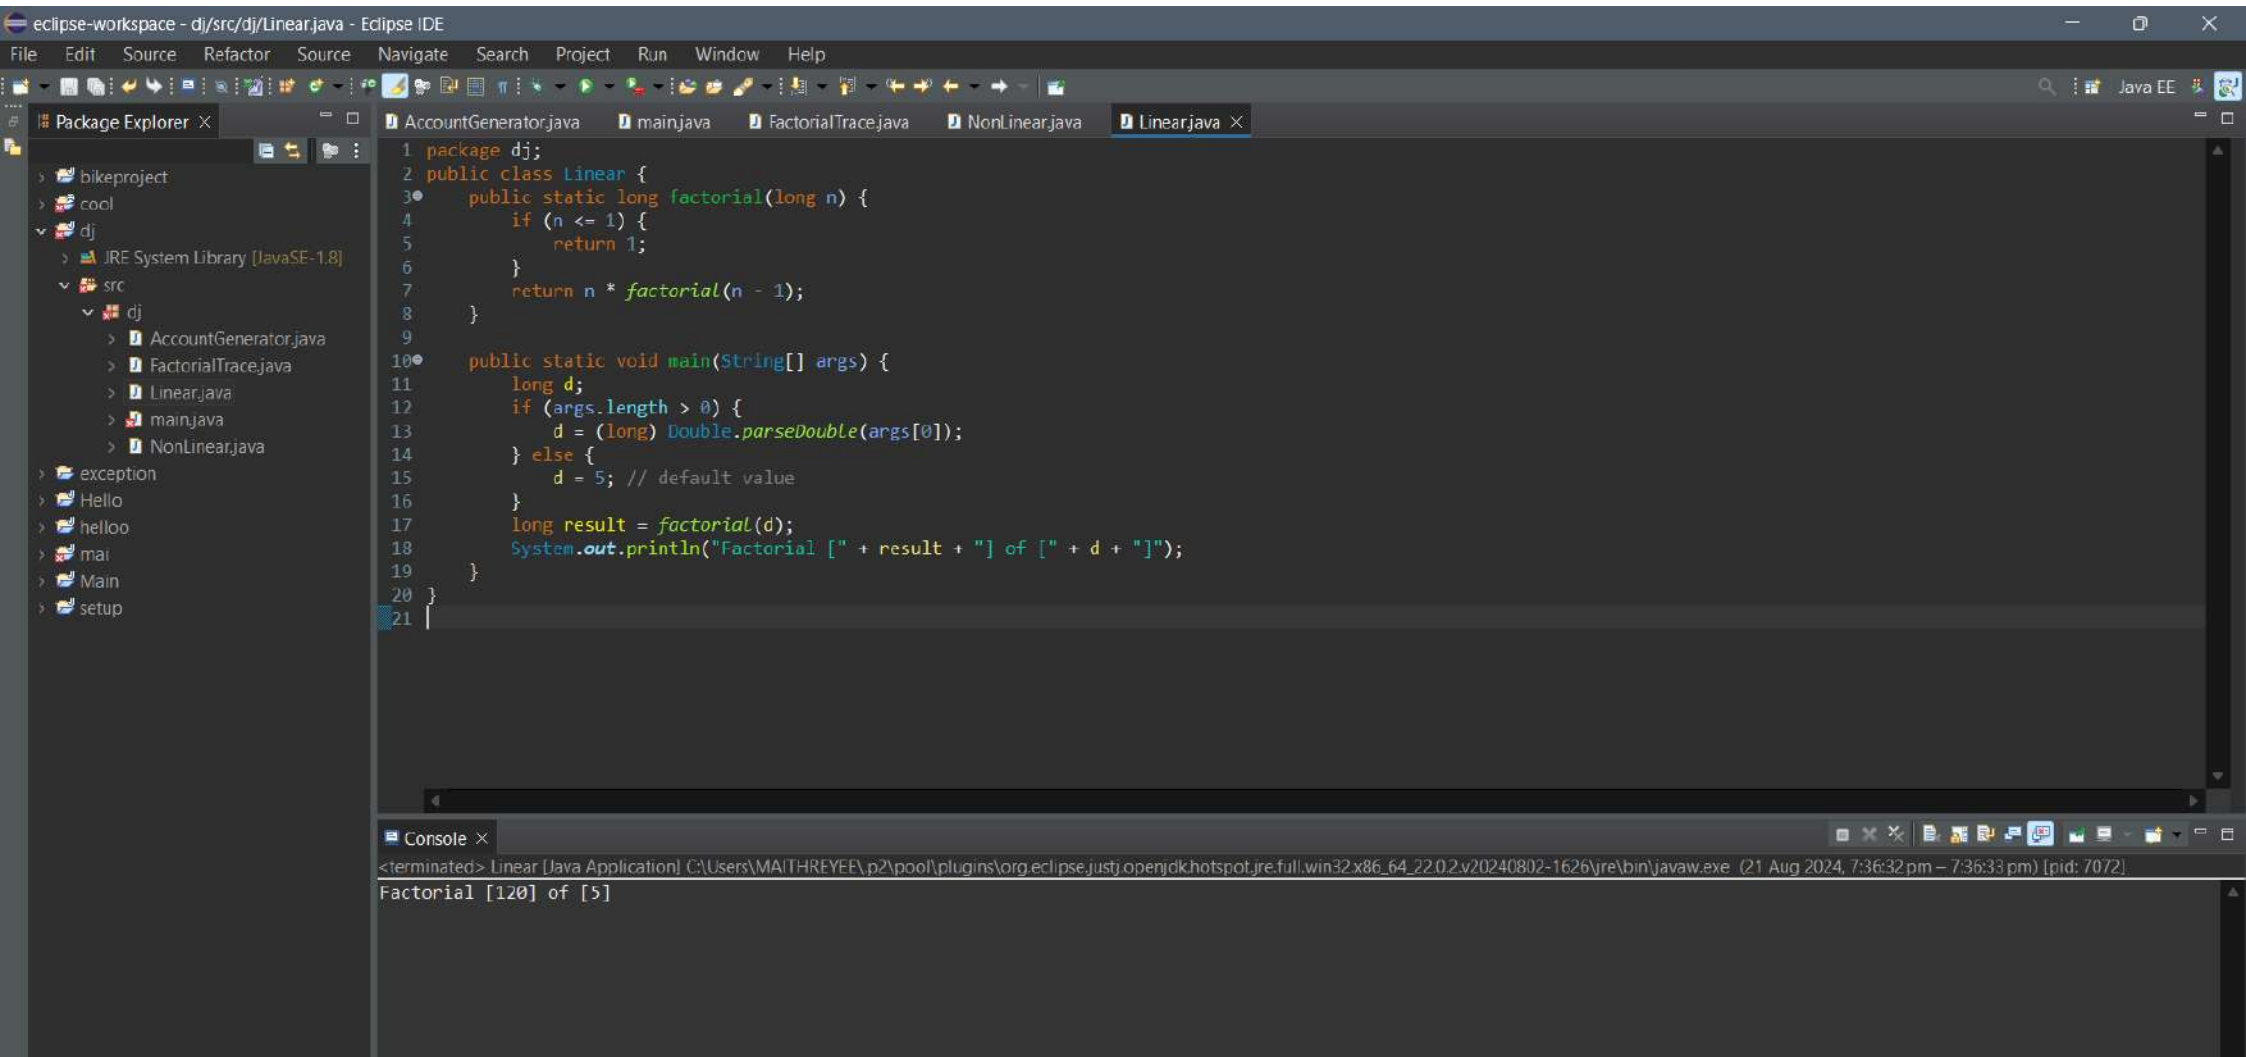 eclipse-workspace - dj/src/dj/Linear.java - Eclipse IDE
File Edit Source Refactor Source Navigate Search Project Run Window Help
Java EE
Package Explorer
AccountGenerator.java main.java FactorialTrace.java NonLinear.java Linear.java
bikeproject
cool
dj
JRE System Library [JavaSE-1.8]
src
dj
AccountGenerator.java
FactorialTrace.java
Linear.java
main.java
NonLinear.java
exception
Hello
helloo
mai
Main
setup
1 package dj;
2 public class Linear {
3 public static long factorial(long n) {
4 if (n <= 1) {
5 return 1;
6 }
7 return n * factorial(n - 1);
8 }
9
10 public static void main(String[] args) {
11 long d;
12 if (args.length > 0) {
13 d = (long) Double.parseDouble(args[0]);
14 } else {
15 d = 5; // default value
16 }
17 long result = factorial(d);
18 System.out.println("Factorial [" + result + "] of [" + d + "]");
19 }
20 }
21
Console
<terminated> Linear [Java Application] C:\Users\MAITHREYEE\.p2\pool\plugins\org.eclipse.justj.openjdk.hotspot.jre.full.win32.x86_64_22.0.2.v20240802-1626\jre\bin\javaw.exe (21 Aug 2024, 7:36:32 pm – 7:36:33 pm) [pid: 7072]
Factorial [120] of [5]